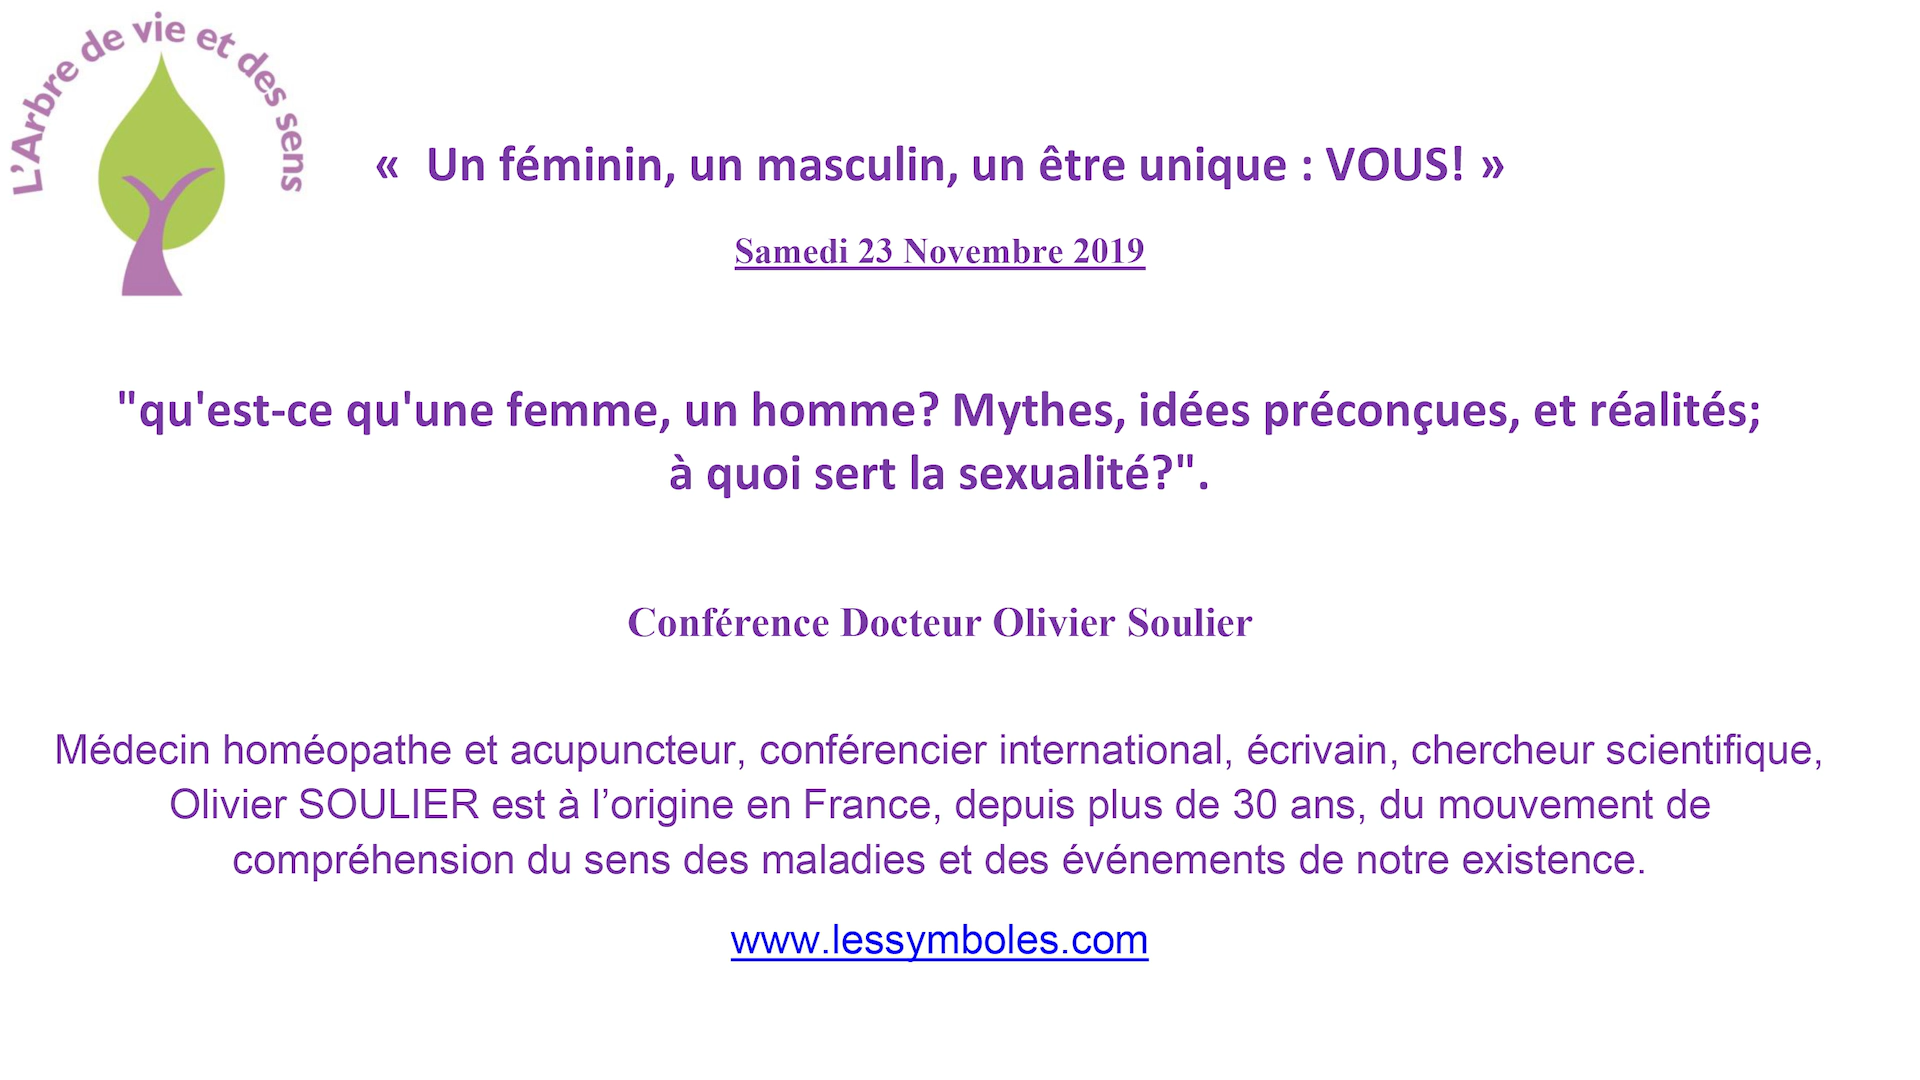 L'Arbre de vie et des sens
«  Un féminin, un masculin, un être unique : VOUS! »
Samedi 23 Novembre 2019
"qu'est-ce qu'une femme, un homme? Mythes, idées préconçues, et réalités;
à quoi sert la sexualité?".
Conférence Docteur Olivier Soulier
Médecin homéopathe et acupuncteur, conférencier international, écrivain, chercheur scientifique,
Olivier SOULIER est à l’origine en France, depuis plus de 30 ans, du mouvement de
compréhension du sens des maladies et des événements de notre existence.
www.lessymboles.com